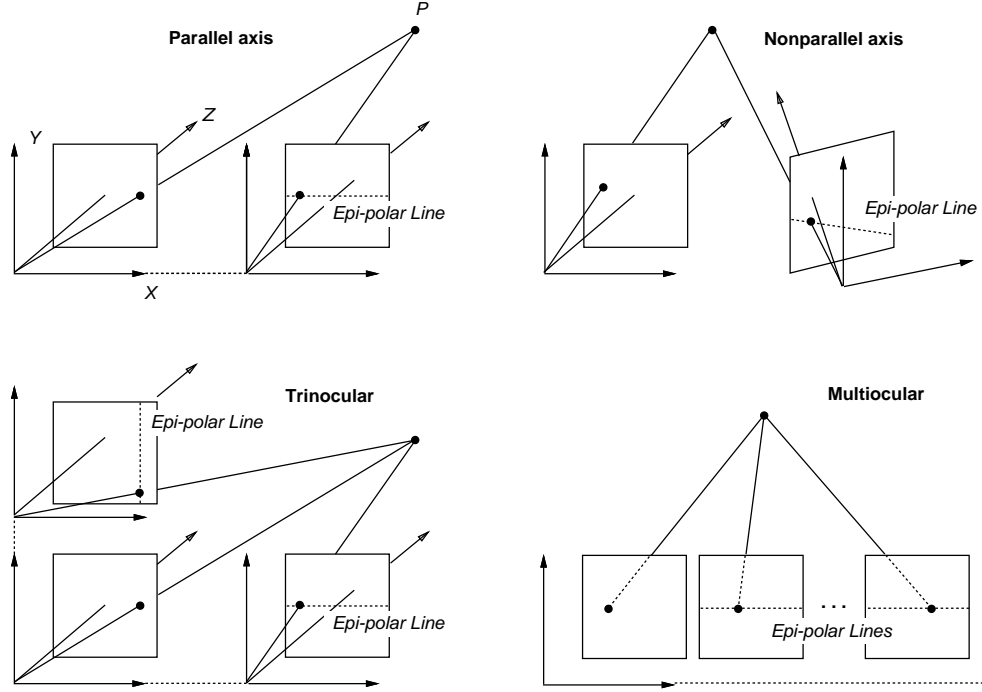 Parallel axis
P
Z
Y
Epi-polar Line
X
Nonparallel axis
Epi-polar Line
Trinocular
Epi-polar Line
Epi-polar Line
Multiocular
...
Epi-polar Lines